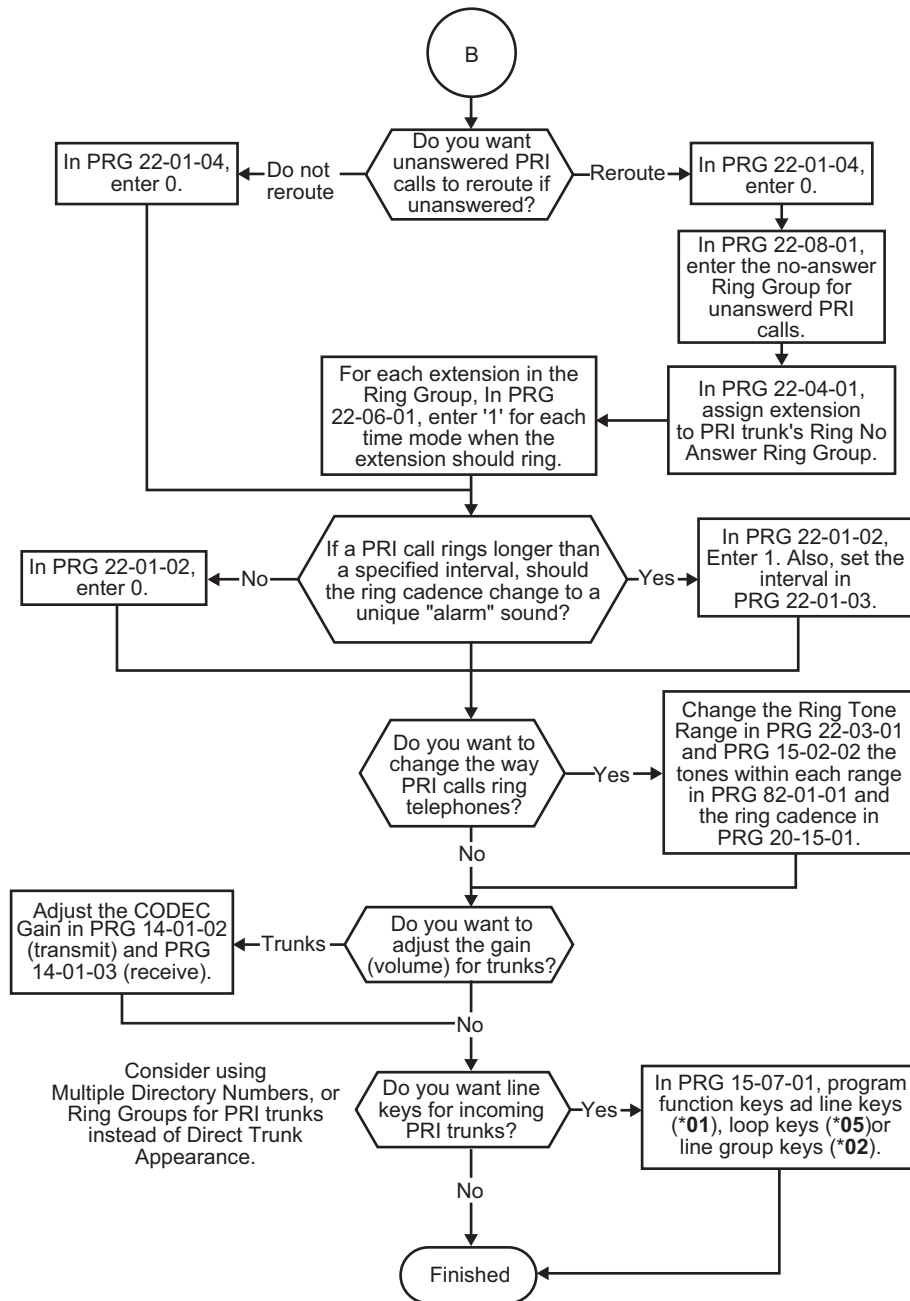 B
Do you want
unanswered PRI
calls to reroute if
unanswered?
Do not
reroute
In PRG 22-01-04,
enter 0.
Reroute
In PRG 22-01-04,
enter 0.
In PRG 22-08-01,
enter the no-answer
Ring Group for
unanswerd PRI
calls.
In PRG 22-04-01,
assign extension
to PRI trunk's Ring No
Answer Ring Group.
For each extension in the
Ring Group, In PRG
22-06-01, enter '1' for each
time mode when the
extension should ring.
If a PRI call rings longer than
a specified interval, should
the ring cadence change to a
unique "alarm" sound?
No
In PRG 22-01-02,
enter 0.
Yes
In PRG 22-01-02,
Enter 1. Also, set the
interval in
PRG 22-01-03.
Do you want to
change the way
PRI calls ring
telephones?
Yes
Change the Ring Tone
Range in PRG 22-03-01
and PRG 15-02-02 the
tones within each range
in PRG 82-01-01 and
the ring cadence in
PRG 20-15-01.
No
Do you want to
adjust the gain
(volume) for trunks?
Trunks
Adjust the CODEC
Gain in PRG 14-01-02
(transmit) and PRG
14-01-03 (receive).
No
Consider using
Multiple Directory Numbers, or
Ring Groups for PRI trunks
instead of Direct Trunk
Appearance.
Do you want line
keys for incoming
PRI trunks?
Yes
In PRG 15-07-01, program
function keys ad line keys
(*01), loop keys (*05)or
line group keys (*02).
No
Finished